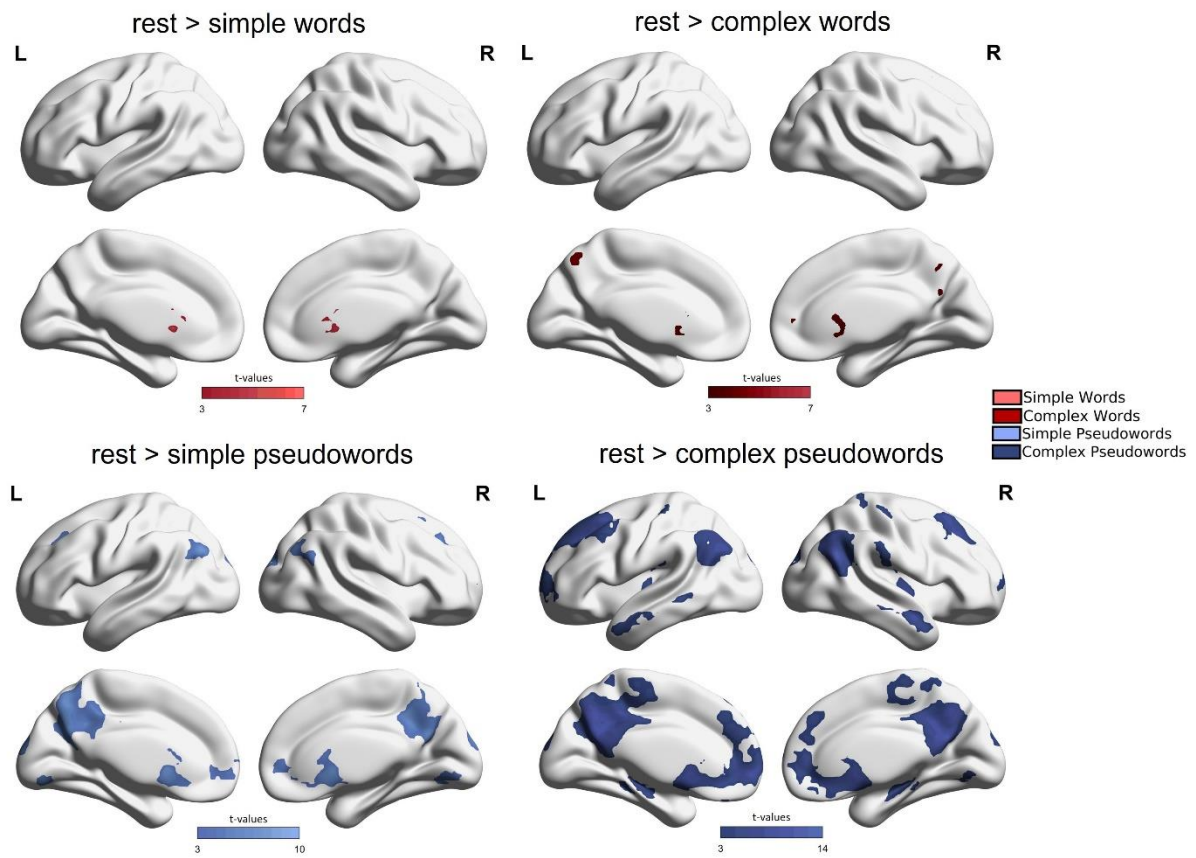 rest > simple words
rest > complex words
L
R
L
R
t-values
3
7
t-values
3
7
Simple Words
Complex Words
Simple Pseudowords
Complex Pseudowords
rest > simple pseudowords
rest > complex pseudowords
L
R
L
R
t-values
3
10
t-values
3
14